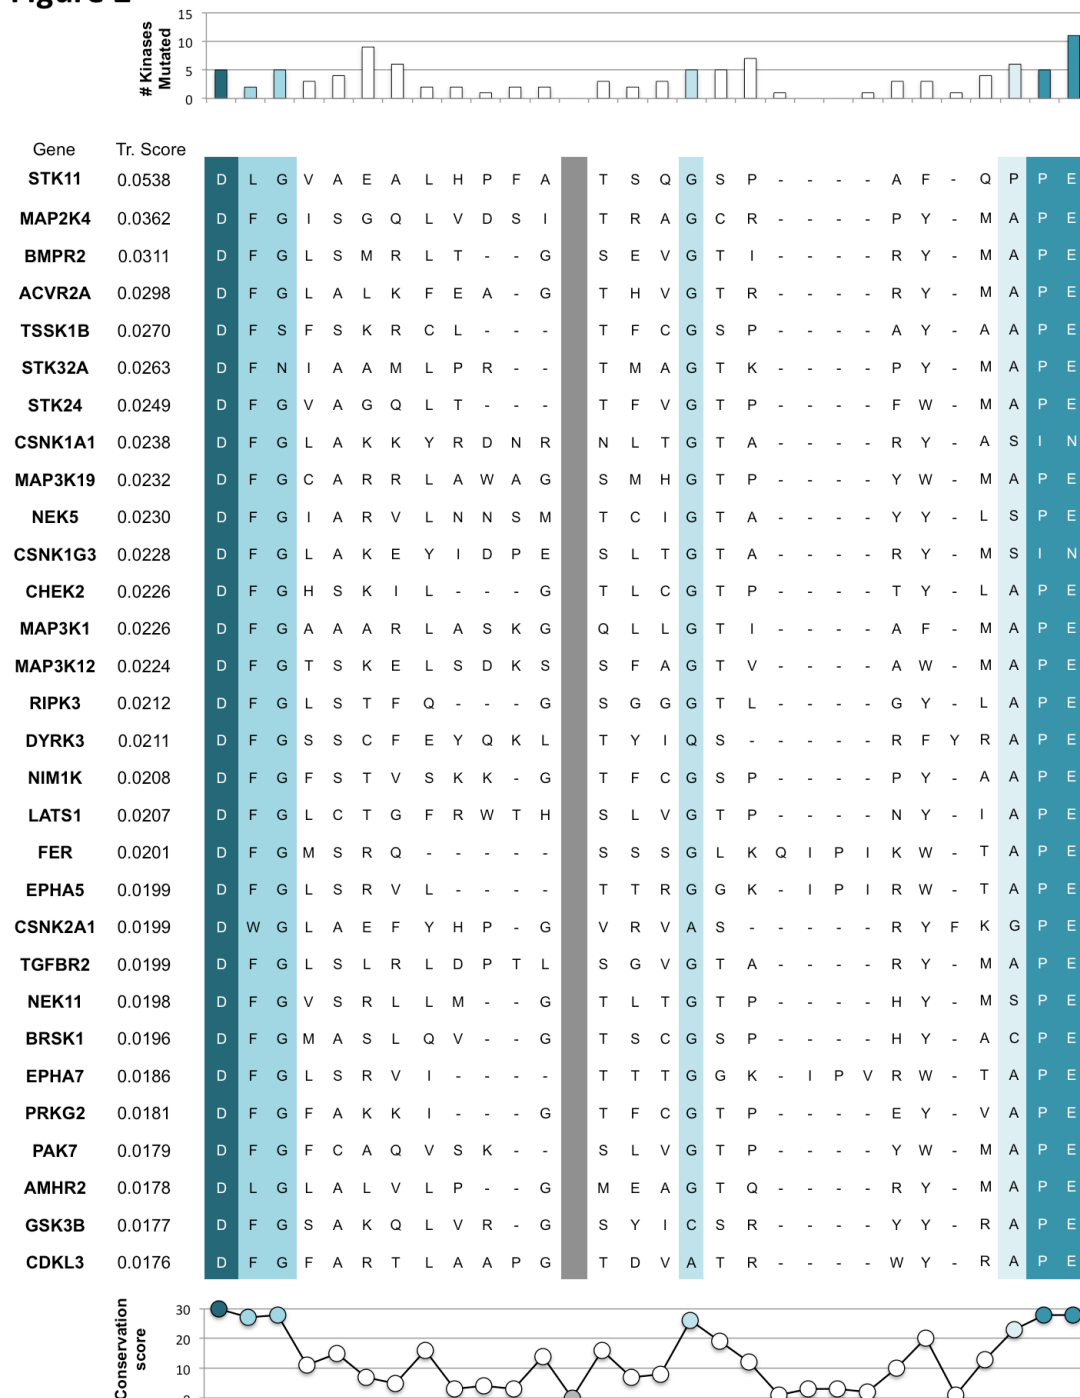 Figure 2
# Kinases Mutated
15
10
5
0
Gene Tr. Score
STK11 0.0538 D L G V A E A L H P F A T S Q G S P - - - - A F - Q P P E
MAP2K4 0.0362 D F G I S G Q L V D S I T R A G C R - - - - P Y - M A P E
BMPR2 0.0311 D F G L S M R L T - - G S E V G T I - - - - R Y - M A P E
ACVR2A 0.0298 D F G L A L K F E A - G T H V G T R - - - - R Y - M A P E
TSSK1B 0.0270 D F S F S K R C L - - - T F C G S P - - - - A Y - A A P E
STK32A 0.0263 D F N I A A M L P R - - T M A G T K - - - - P Y - M A P E
STK24 0.0249 D F G V A G Q L T - - - T F V G T P - - - - F W - M A P E
CSNK1A1 0.0238 D F G L A K K Y R D N R N L T G T A - - - - R Y - A S I N
MAP3K19 0.0232 D F G C A R R L A W A G S M H G T P - - - - Y W - M A P E
NEK5 0.0230 D F G I A R V L N N S M T C I G T A - - - - Y Y - L S P E
CSNK1G3 0.0228 D F G L A K E Y I D P E S L T G T A - - - - R Y - M S I N
CHEK2 0.0226 D F G H S K I L - - - G T L C G T P - - - - T Y - L A P E
MAP3K1 0.0226 D F G A A A R L A S K G Q L L G T I - - - - A F - M A P E
MAP3K12 0.0224 D F G T S K E L S D K S S F A G T V - - - - A W - M A P E
RIPK3 0.0212 D F G L S T F Q - - - G S G G G T L - - - - G Y - L A P E
DYRK3 0.0211 D F G S S C F E Y Q K L T Y I Q S - - - - - R F Y R A P E
NIM1K 0.0208 D F G F S T V S K K - G T F C G S P - - - - P Y - A A P E
LATS1 0.0207 D F G L C T G F R W T H S L V G T P - - - - N Y - I A P E
FER 0.0201 D F G M S R Q - - - - - S S S G L K Q I P I K W - T A P E
EPHA5 0.0199 D F G L S R V L - - - - T T R G G K - I P I R W - T A P E
CSNK2A1 0.0199 D W G L A E F Y H P - G V R V A S - - - - - R Y F K G P E
TGFBR2 0.0199 D F G L S L R L D P T L S G V G T A - - - - R Y - M A P E
NEK11 0.0198 D F G V S R L L M - - G T L T G T P - - - - H Y - M S P E
BRSK1 0.0196 D F G M A S L Q V - - G T S C G S P - - - - H Y - A C P E
EPHA7 0.0186 D F G L S R V I - - - - T T T G G K - I P V R W - T A P E
PRKG2 0.0181 D F G F A K K I - - - G T F C G T P - - - - E Y - V A P E
PAK7 0.0179 D F G F C A Q V S K - - S L V G T P - - - - Y W - M A P E
AMHR2 0.0178 D L G L A L V L P - - G M E A G T Q - - - - R Y - M A P E
GSK3B 0.0177 D F G S A K Q L V R - G S Y I C S R - - - - Y Y - R A P E
CDKL3 0.0176 D F G F A R T L A A P G T D V A T R - - - - W Y - R A P E
Conservation score
30
20
10
0